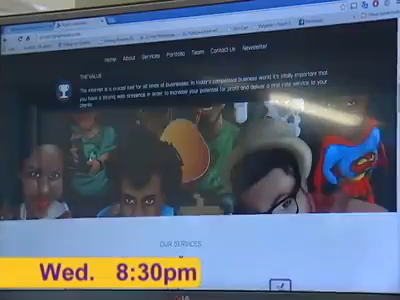 Home About Services Portfolio Team Contact Us Newsletter
THE VALUE
The internet is a crucial tool for all kinds of businesses. In today's competitive business world it's vitally important that
you have a strong web presence in order to increase your potential for profit and deliver a first rate service to your
clients.
OUR SERVICES
Wed. 8:30pm
LG